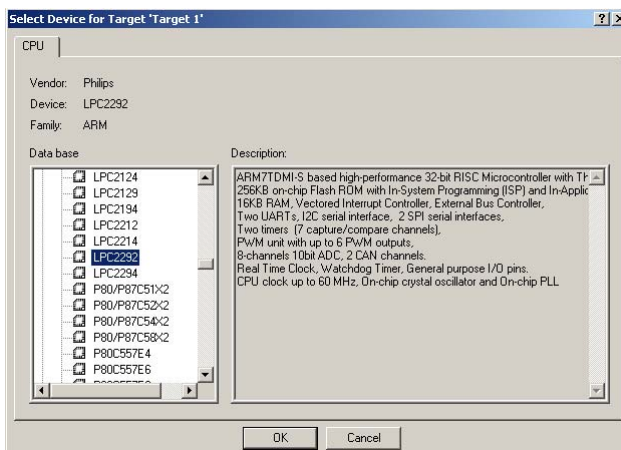 Select Device for Target 'Target 1'
CPU
Vendor: Philips
Device: LPC2292
Family: ARM
Data base
LPC2124
LPC2129
LPC2194
LPC2212
LPC2214
LPC2292
LPC2294
P80/P87C51X2
P80/P87C52X2
P80/P87C54X2
P80/P87C58X2
P80C557E4
P80C557E6
Description:
ARM7TDMI-S based high-performance 32-bit RISC Microcontroller with Th
256KB on-chip Flash ROM with In-System Programming (ISP) and In-Applic
16KB RAM, Vectored Interrupt Controller, External Bus Controller,
Two UARTs, I2C serial interface, 2 SPI serial interfaces,
Two timers (7 capture/compare channels),
PWM unit with up to 6 PWM outputs,
8-channels 10bit ADC, 2 CAN channels.
Real Time Clock, Watchdog Timer, General purpose I/O pins.
CPU clock up to 60 MHz, On-chip crystal oscillator and On-chip PLL
OK
Cancel